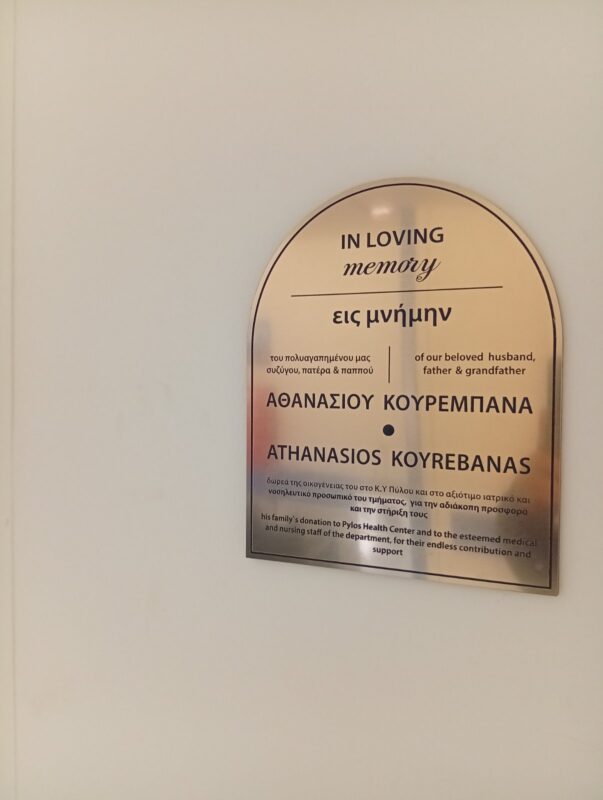 IN LOVING
memory
εις μνήμην
του πολυαγαπημένου μας
συζύγου, πατέρα & παππού
of our beloved husband,
father & grandfather
ΑΘΑΝΑΣΙΟΥ ΚΟΥΡΕΜΠΑΝΑ
ATHANASIOS KOYREBANAS
δωρεά της οικογένειας του στο Κ.Υ Πύλου και στο αξιότιμο ιατρικό και
νοσηλευτικό προσωπικό του τμήματος, για την αδιάκοπη προσφορά
και την στήριξη τους
his family's donation to Pylos Health Center and to the esteemed medical
and nursing staff of the department, for their endless contribution and
support